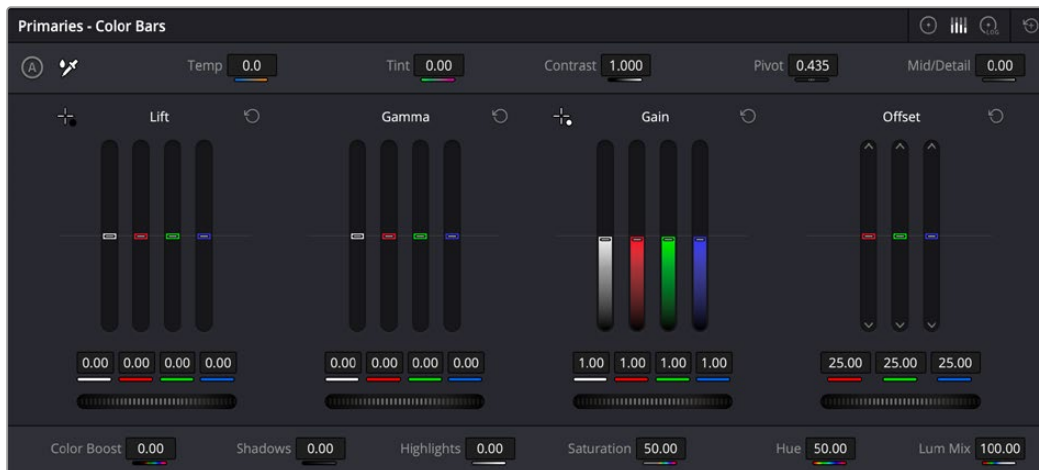 Primaries - Color Bars
LOG
A
Temp 0.0 Tint 0.00 Contrast 1.000 Pivot 0.435 Mid/Detail 0.00
Lift Gamma Gain Offset
0.00 0.00 0.00 0.00 0.00 0.00 0.00 0.00 1.00 1.00 1.00 1.00 25.00 25.00 25.00
Color Boost 0.00 Shadows 0.00 Highlights 0.00 Saturation 50.00 Hue 50.00 Lum Mix 100.00